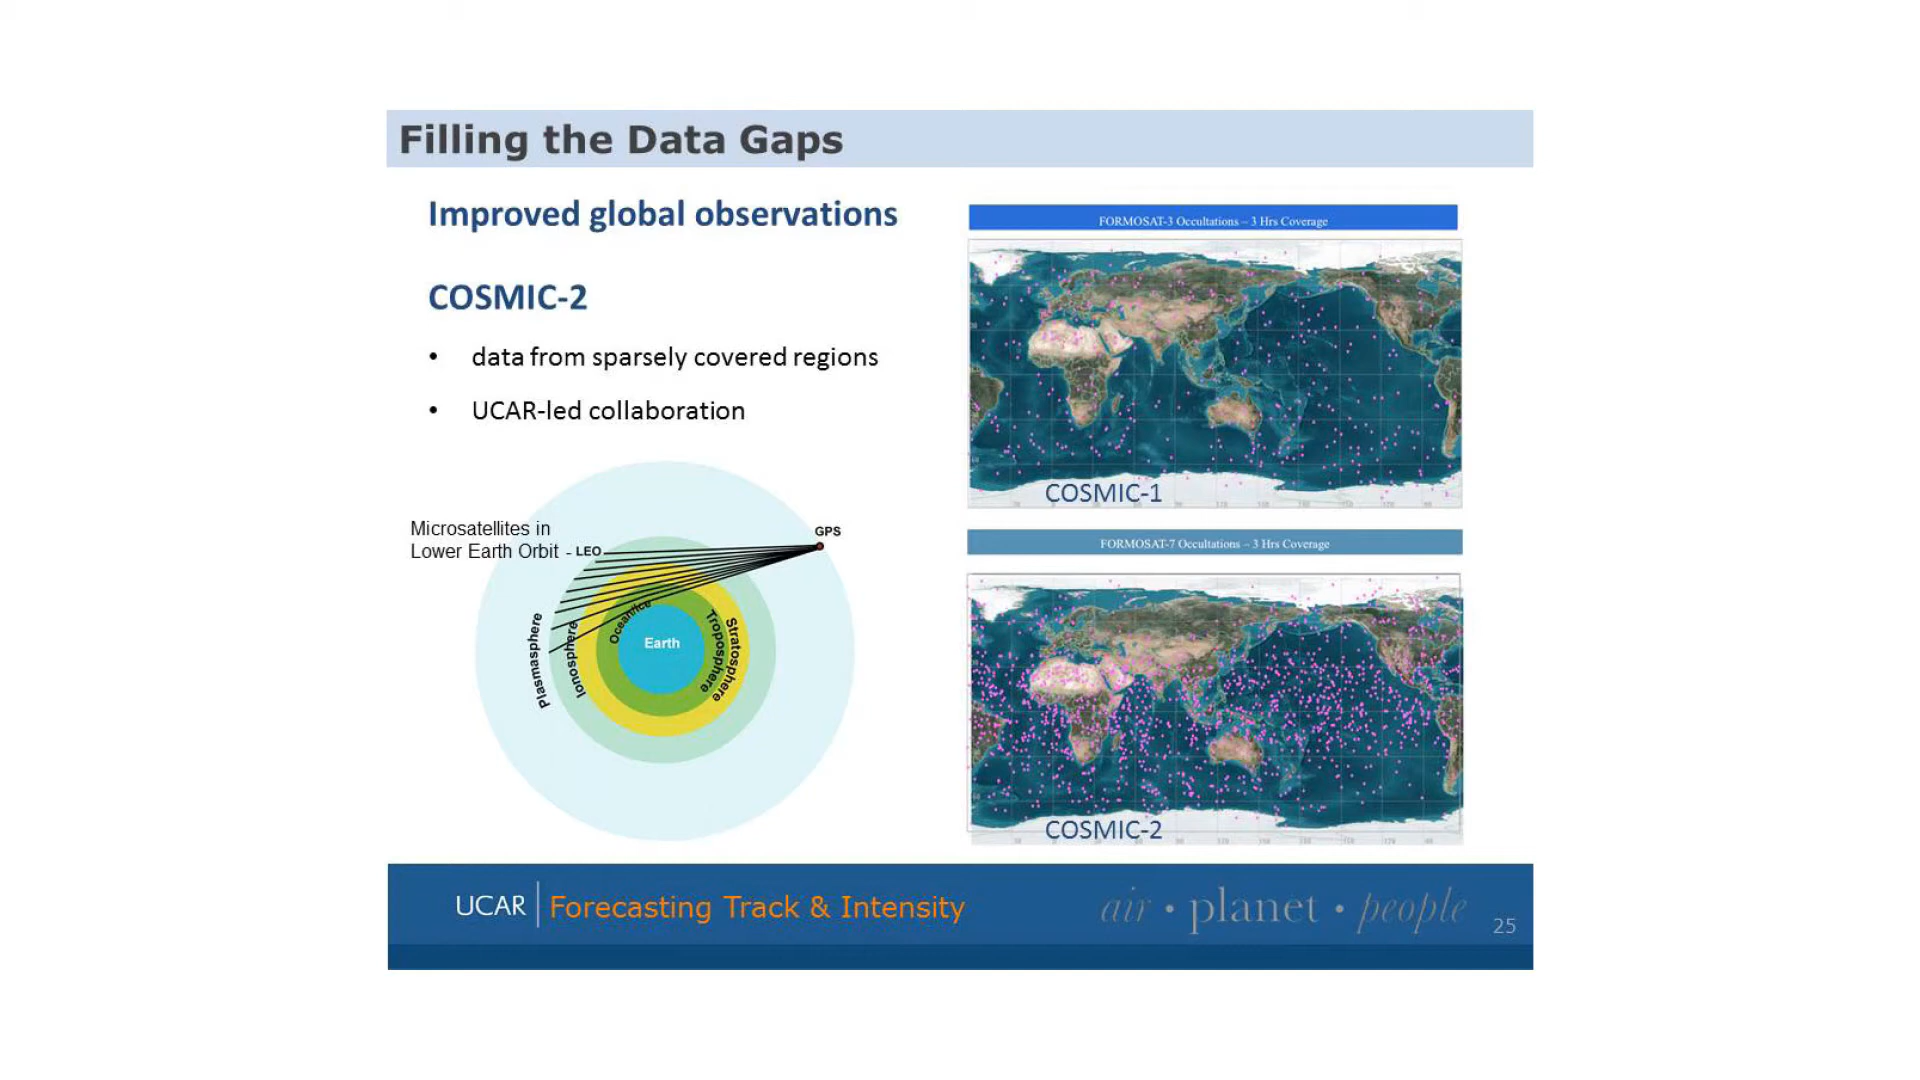 Filling the Data Gaps
Improved global observations
COSMIC-2
• data from sparsely covered regions
• UCAR-led collaboration
Microsatellites in
Lower Earth Orbit - LEO
GPS
Plasmasphere
Ionosphere
Ocean/Ice
Earth
Troposphere
Stratosphere
FORMOSAT-3 Occultations – 3 Hrs Coverage
COSMIC-1
FORMOSAT-7 Occultations – 3 Hrs Coverage
COSMIC-2
UCAR | Forecasting Track & Intensity
air • planet • people
25